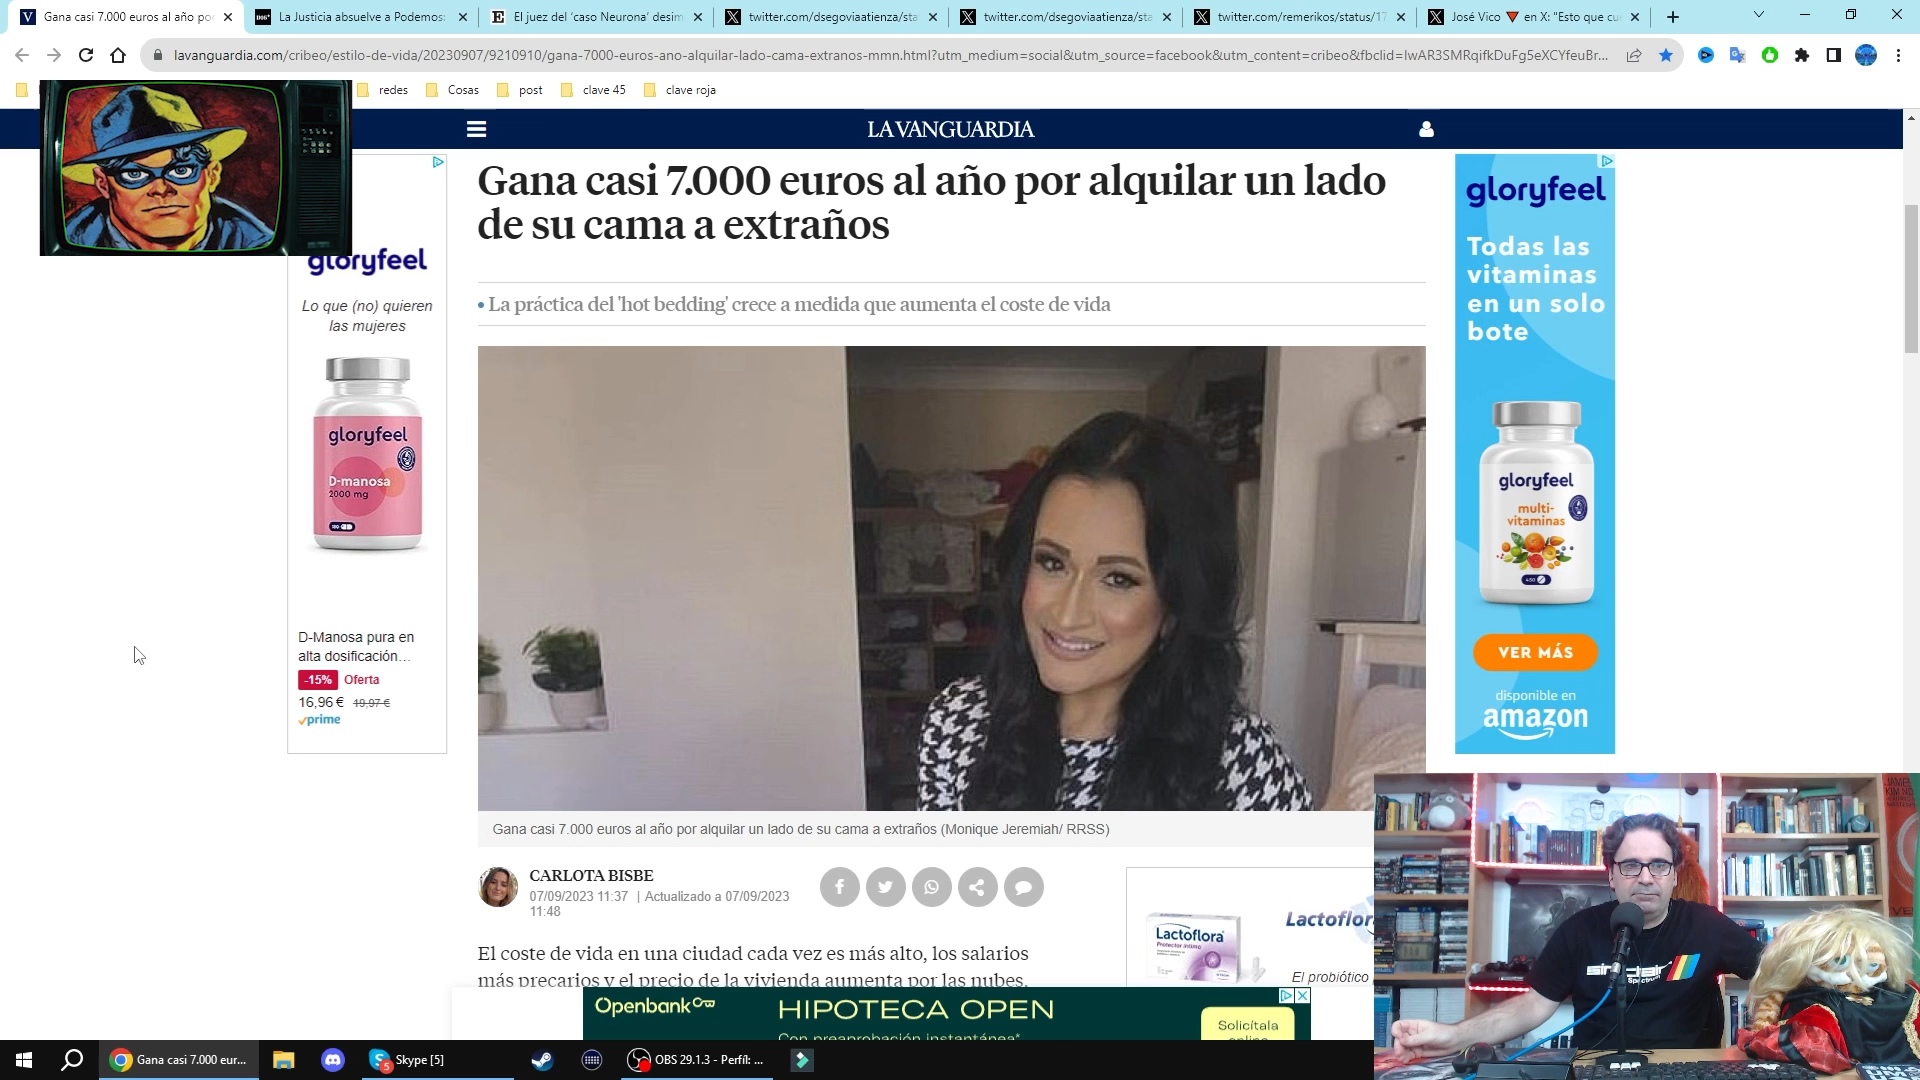 Gana casi 7.000 euros al año po
La Justicia absuelve a Podemos:
El juez del 'caso Neurona' desim
twitter.com/dsegoviaatienza/sta
twitter.com/dsegoviaatienza/sta
twitter.com/remerikos/status/17
José Vico 🔻 en X: "Esto que cu
lavanguardia.com/cribeo/estilo-de-vida/20230907/9210910/gana-7000-euros-ano-alquilar-lado-cama-extranos-mmn.html?utm_medium=social&utm_source=facebook&utm_content=cribeo&fbclid=IwAR3SMRqifkDuFg5eXCYfeuBr...
redes
Cosas
post
clave 45
clave roja
LA VANGUARDIA
Gana casi 7.000 euros al año por alquilar un lado
de su cama a extraños
• La práctica del 'hot bedding' crece a medida que aumenta el coste de vida
gloryfeel
Lo que (no) quieren
las mujeres
gloryfeel
D-manosa
2000 mg
D-Manosa pura en
alta dosificación...
-15% Oferta
16,96 € 19,97 €
prime
gloryfeel
Todas las
vitaminas
en un solo
bote
gloryfeel
multi-
vitaminas
VER MÁS
disponible en
amazon
Gana casi 7.000 euros al año por alquilar un lado de su cama a extraños (Monique Jeremiah/ RRSS)
CARLOTA BISBE
07/09/2023 11:37 | Actualizado a 07/09/2023
11:48
El coste de vida en una ciudad cada vez es más alto, los salarios
más precarios y el precio de la vivienda aumenta por las nubes.
Lactoflora
Protector íntimo
Lactoflor
El probiótico
Openbank
HIPOTECA OPEN
Con preaprobación instantánea*
Solicítala
online
sinclair
Spectrum
Gana casi 7.000 eur...
Skype [5]
OBS 29.1.3 - Perfil: ...